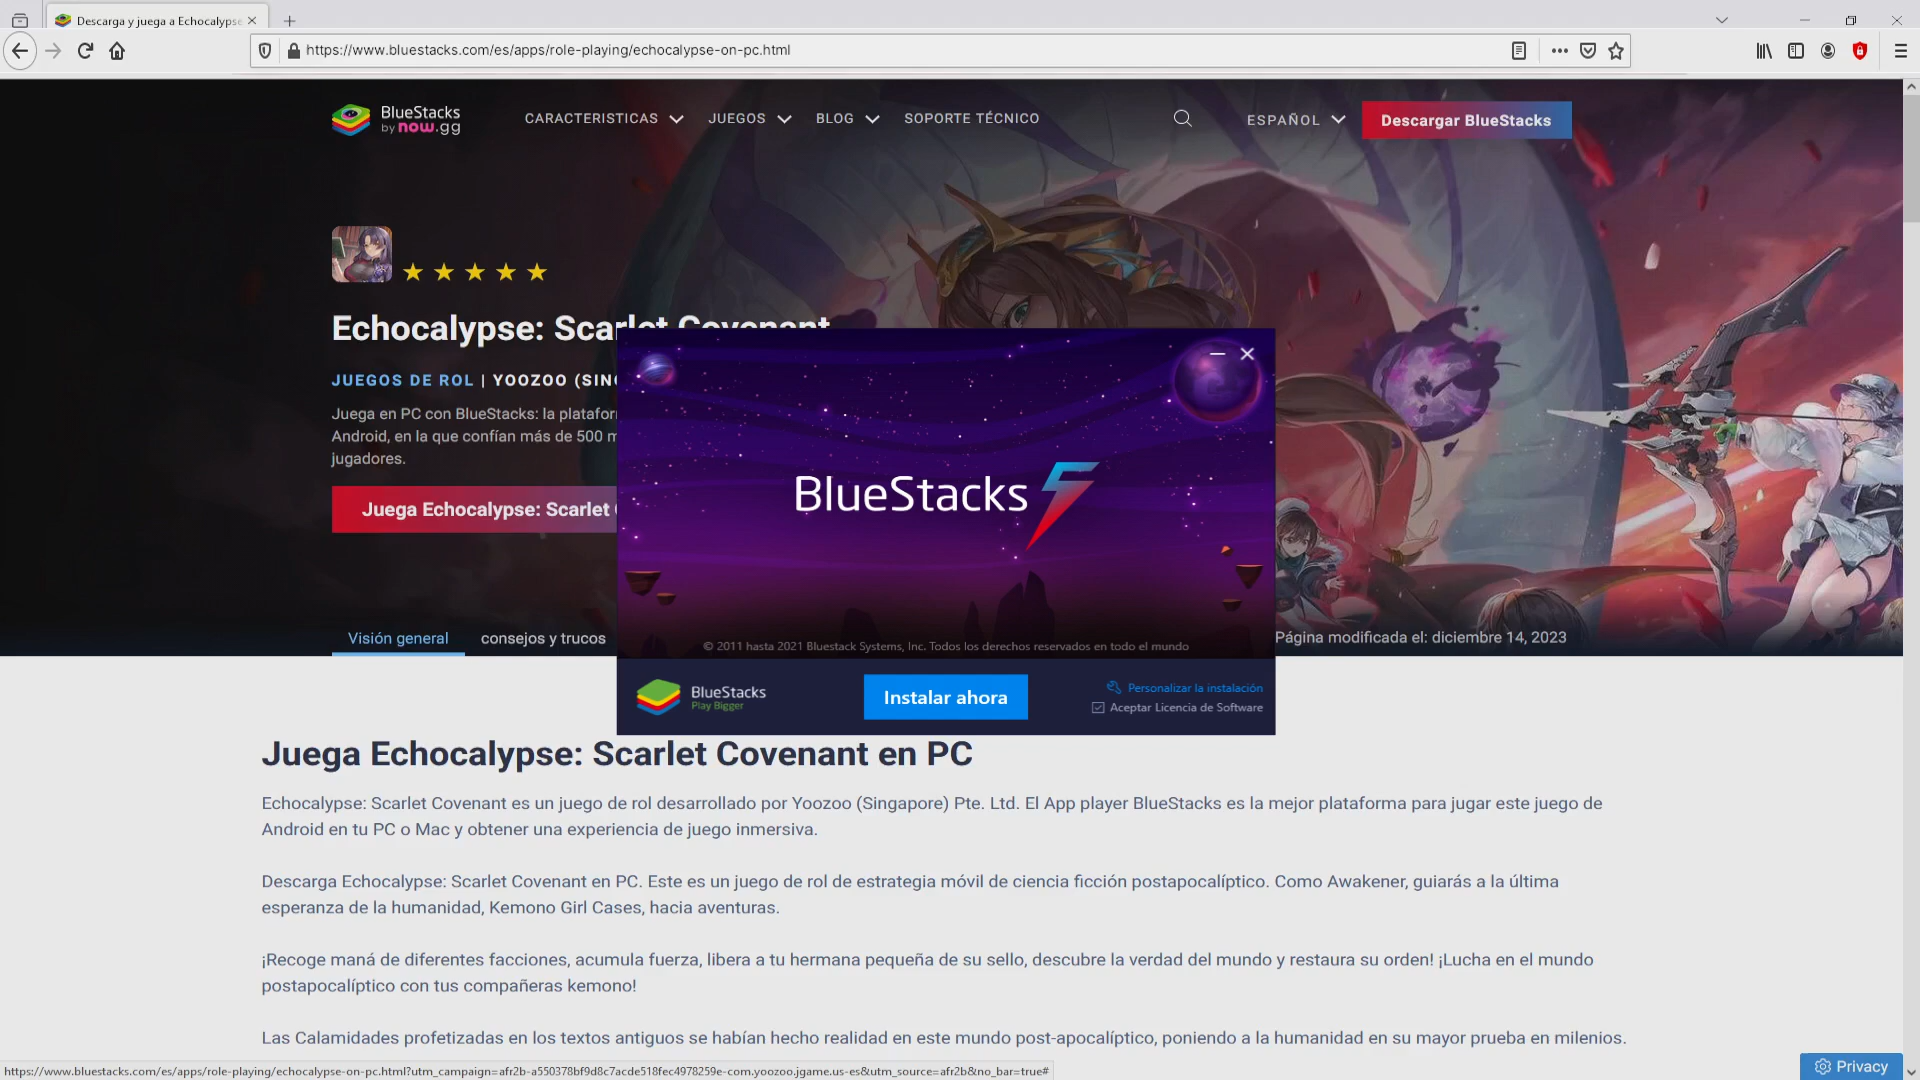 Descarga y juega a Echocalypse
https://www.bluestacks.com/es/apps/role-playing/echocalypse-on-pc.html
BlueStacks
by now.gg
CARACTERISTICAS
JUEGOS
BLOG
SOPORTE TÉCNICO
ESPAÑOL
Descargar BlueStacks
Echocalypse: Scarlet Covenant
JUEGOS DE ROL | YOOZOO (SIN
Juega en PC con BlueStacks: la platafor
Android, en la que confían más de 500 m
jugadores.
Juega Echocalypse: Scarlet
BlueStacks 5
© 2011 hasta 2021 Bluestack Systems, Inc. Todos los derechos reservados en todo el mundo
BlueStacks
Play Bigger
Instalar ahora
Personalizar la instalación
Aceptar Licencia de Software
Visión general
consejos y trucos
Página modificada el: diciembre 14, 2023
Juega Echocalypse: Scarlet Covenant en PC
Echocalypse: Scarlet Covenant es un juego de rol desarrollado por Yoozoo (Singapore) Pte. Ltd. El App player BlueStacks es la mejor plataforma para jugar este juego de
Android en tu PC o Mac y obtener una experiencia de juego inmersiva.
Descarga Echocalypse: Scarlet Covenant en PC. Este es un juego de rol de estrategia móvil de ciencia ficción postapocalíptico. Como Awakener, guiarás a la última
esperanza de la humanidad, Kemono Girl Cases, hacia aventuras.
¡Recoge maná de diferentes facciones, acumula fuerza, libera a tu hermana pequeña de su sello, descubre la verdad del mundo y restaura su orden! ¡Lucha en el mundo
postapocalíptico con tus compañeras kemono!
Las Calamidades profetizadas en los textos antiguos se habían hecho realidad en este mundo post-apocalíptico, poniendo a la humanidad en su mayor prueba en milenios.
https://www.bluestacks.com/es/apps/role-playing/echocalypse-on-pc.html?utm_campaign=afr2b-a550378bf9d8c7acde518fec4978259e-com.yoozoo.jgame.us-es&utm_source=afr2b&no_bar=true#
Privacy